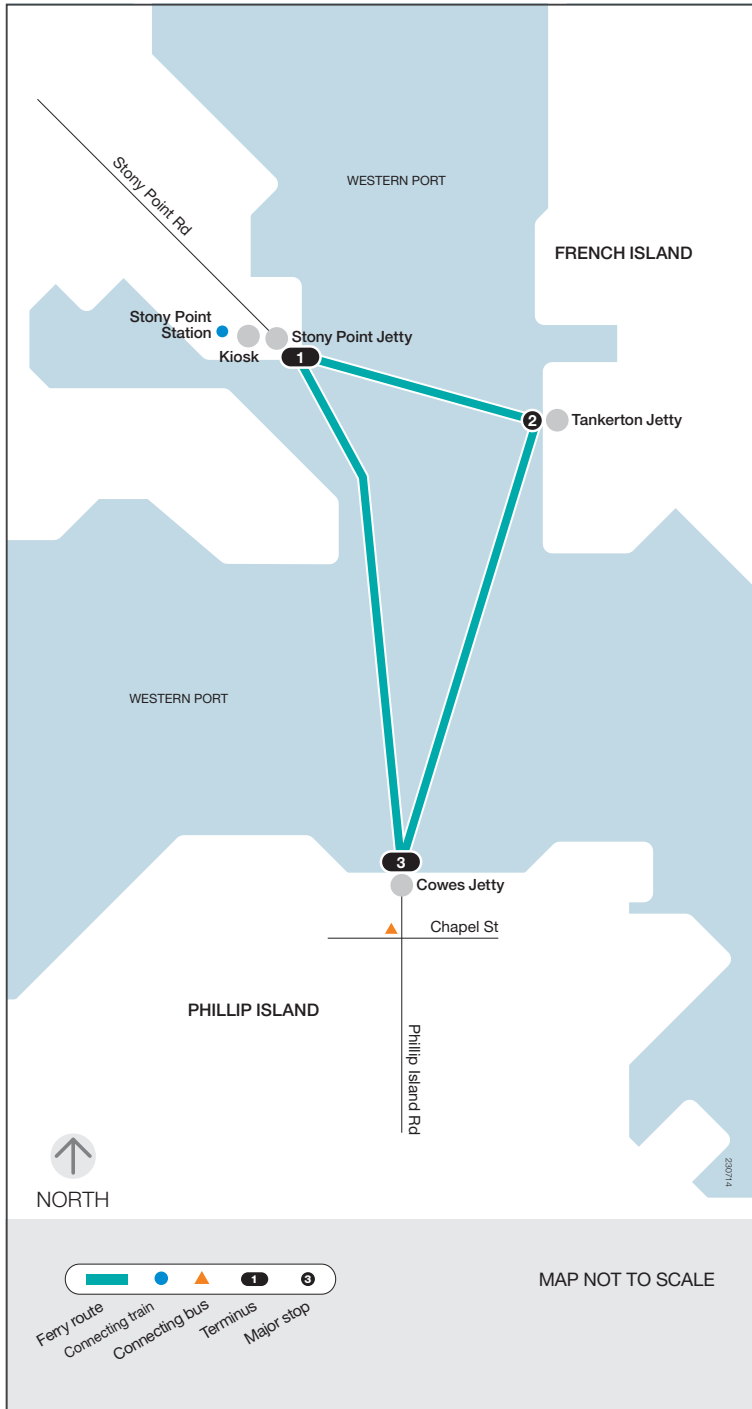 WESTERN PORT
Stony Point Rd
FRENCH ISLAND
Stony Point
Station
Kiosk
Stony Point Jetty
1
2
Tankerton Jetty
WESTERN PORT
3
Cowes Jetty
Chapel St
PHILLIP ISLAND
Phillip Island Rd
230714
NORTH
1
3
MAP NOT TO SCALE
Ferry route
Connecting train
Connecting bus
Terminus
Major stop